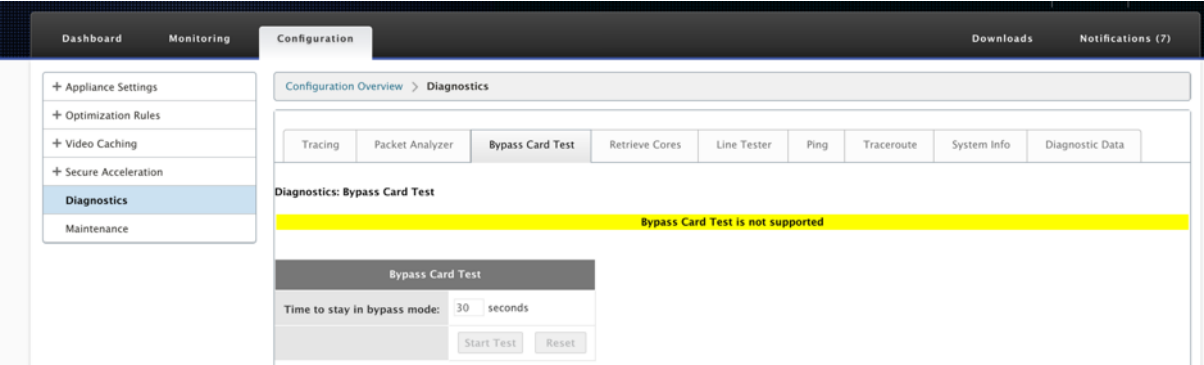 Dashboard Monitoring Configuration Downloads Notifications (7)
+ Appliance Settings
+ Optimization Rules
+ Video Caching
+ Secure Acceleration
Diagnostics
Maintenance
Configuration Overview > Diagnostics
Tracing Packet Analyzer Bypass Card Test Retrieve Cores Line Tester Ping Traceroute System Info Diagnostic Data
Diagnostics: Bypass Card Test
Bypass Card Test is not supported
Bypass Card Test
Time to stay in bypass mode: 30 seconds
Start Test Reset